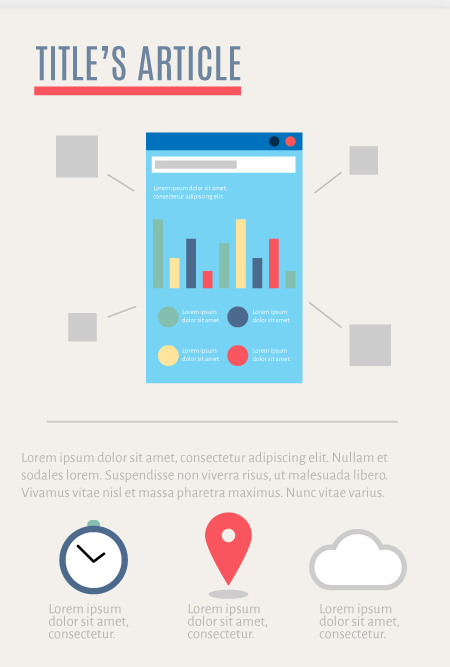 TITLE'S ARTICLE
Lorem ipsum dolor sit amet,
consectetur adipiscing elit.
Lorem ipsum
dolor sit amet.
Lorem ipsum
dolor sit amet.
Lorem ipsum
dolor sit amet.
Lorem ipsum
dolor sit amet.
Lorem ipsum dolor sit amet, consectetur adipiscing elit. Nullam et
sodales lorem. Suspendisse non viverra risus, ut malesuada libero.
Vivamus vitae nisl et massa pharetra maximus. Nunc vitae varius.
Lorem ipsum
dolor sit amet,
consectetur.
Lorem ipsum
dolor sit amet,
consectetur.
Lorem ipsum
dolor sit amet,
consectetur.